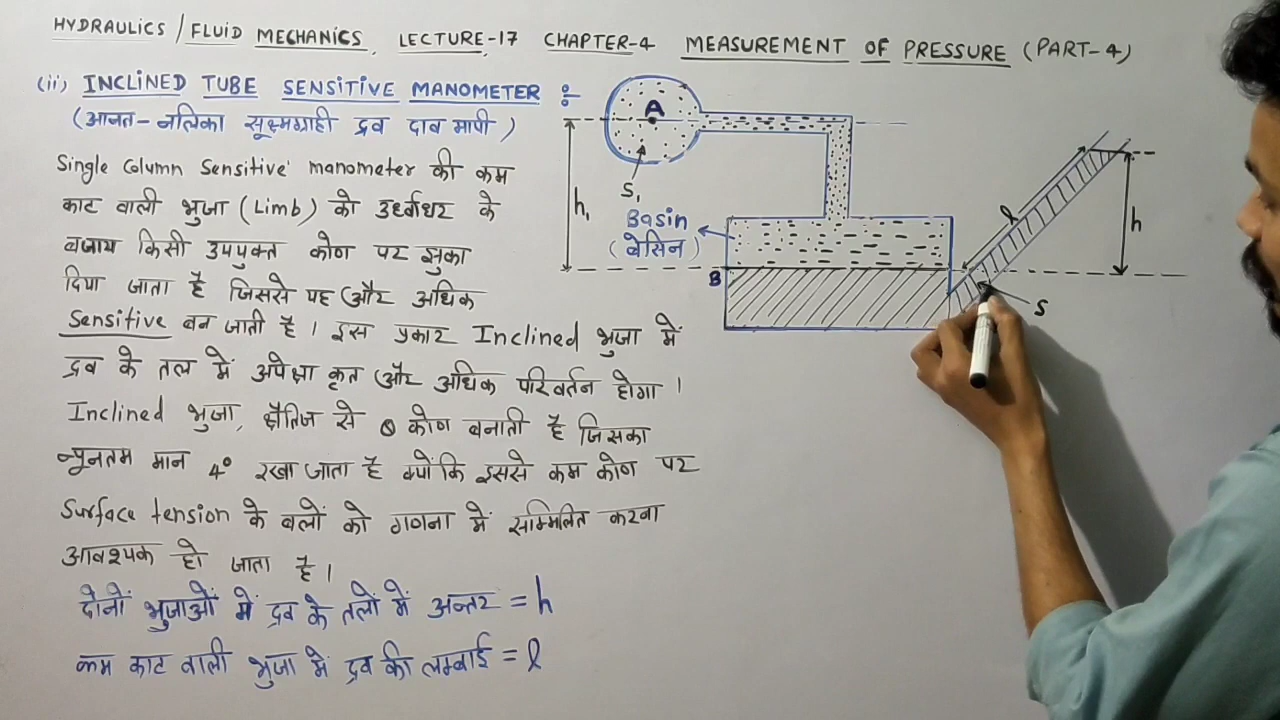 HYDRAULICS / FLUID MECHANICS, LECTURE-17 CHAPTER-4 MEASUREMENT OF PRESSURE (PART-4)
(ii) INCLINED TUBE SENSITIVE MANOMETER :-
(आनत-नलिका सूक्ष्मग्राही द्रव दाब मापी)
Single Column Sensitive manometer की कम
काट वाली भुजा (Limb) को उर्ध्वाधर के
बजाय किसी उपयुक्त कोण पर झुका
दिया जाता है जिससे यह और अधिक
Sensitive बन जाती है। इस प्रकार Inclined भुजा में
द्रव के तल में अपेक्षा कृत और अधिक परिवर्तन होगा।
Inclined भुजा, क्षैतिज से θ कोण बनाती है जिसका
न्यूनतम मान 4° रखा जाता है क्योंकि इससे कम कोण पर
Surface tension के बलों को गणना में सम्मिलित करना
आवश्यक हो जाता है।
दोनों भुजाओं में द्रव के तलों में अन्तर = h
कम काट वाली भुजा में द्रव की लम्बाई = l
A
S₁
h₁
Basin
(बेसिन)
B
l
h
S